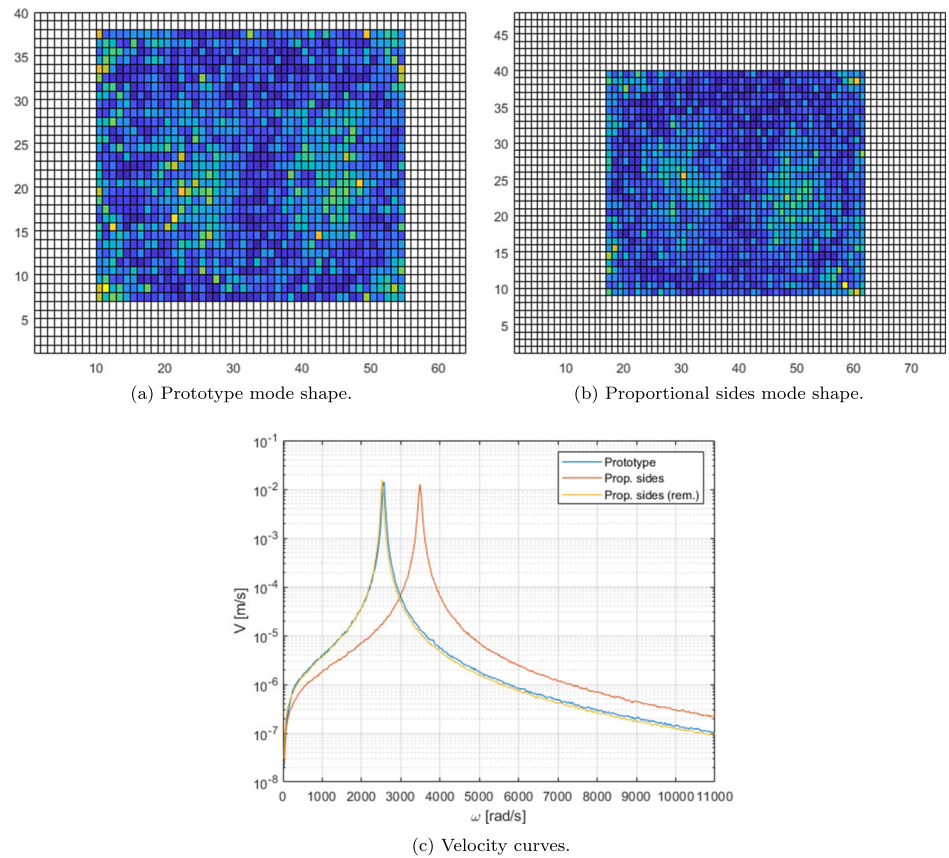 40
35
30
25
20
15
10
5
10 20 30 40 50 60
(a) Prototype mode shape.
45
40
35
30
25
20
15
10
5
10 20 30 40 50 60 70
(b) Proportional sides mode shape.
10-1
10-2
10-3
10-4
10-5
10-6
10-7
10-8
V [m/s]
Prototype
Prop. sides
Prop. sides (rem.)
0 1000 2000 3000 4000 5000 6000 7000 8000 9000 10000 11000
ω [rad/s]
(c) Velocity curves.